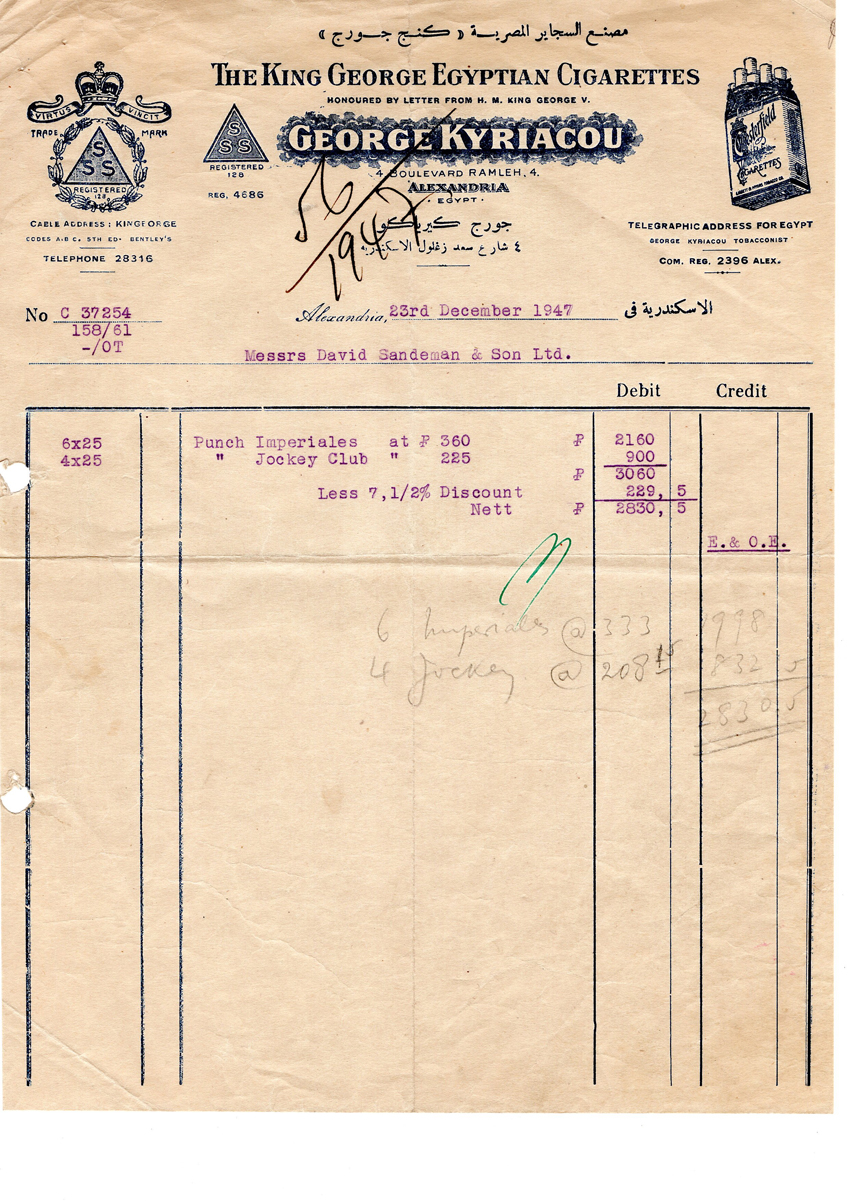 مصنع السجاير المصرية « كنج جورج »
THE KING GEORGE EGYPTIAN CIGARETTES
HONOURED BY LETTER FROM H. M. KING GEORGE V.
VIRTUS VINCIT
TRADE MARK
S
S S
REGISTERED
128
S
S S
REGISTERED
128
REG. 4686
GEORGE KYRIACOU
4, BOULEVARD RAMLEH, 4.
ALEXANDRIA
· EGYPT ·
جورج كيرياكو
٤ شارع سعد زغلول الاسكندرية
56
1947
Chesterfield
CIGARETTES
CABLE ADDRESS: KINGEORGE
CODES A.B C. 5TH ED. BENTLEY'S
TELEPHONE 28316
TELEGRAPHIC ADDRESS FOR EGYPT
GEORGE KYRIACOU TOBACCONIST
COM. REG. 2396 ALEX.
No C 37254
158/61
-/OT
Alexandria, 23rd December 1947 الاسكندرية فى
Messrs David Sandeman & Son Ltd.
Debit Credit
6x25 Punch Imperiales at ₽ 360 ₽ 2160
4x25 " Jockey Club " 225 900
₽ 3060
Less 7,1/2% Discount 229, 5
Nett ₽ 2830, 5
E. & O.E.
6 Imperiales @ 333 1998
4 Jockey @ 208 15 832 5
2830.5